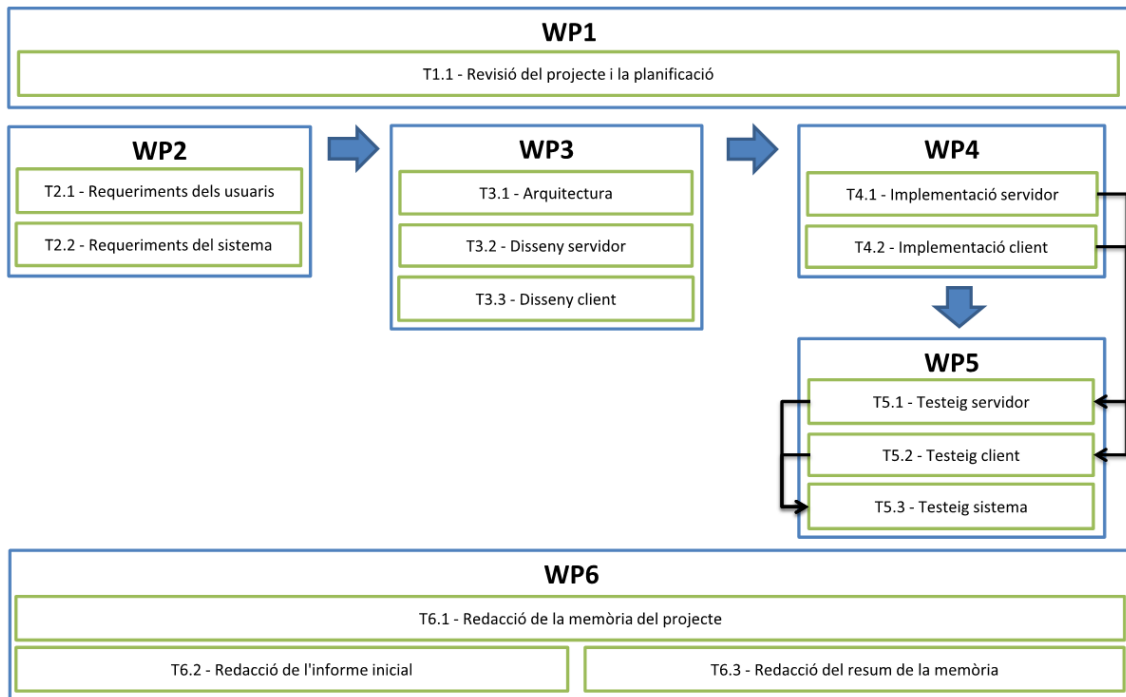 WP1
T1.1 - Revisió del projecte i la planificació
WP2
T2.1 - Requeriments dels usuaris
T2.2 - Requeriments del sistema
WP3
T3.1 - Arquitectura
T3.2 - Disseny servidor
T3.3 - Disseny client
WP4
T4.1 - Implementació servidor
T4.2 - Implementació client
WP5
T5.1 - Testeig servidor
T5.2 - Testeig client
T5.3 - Testeig sistema
WP6
T6.1 - Redacció de la memòria del projecte
T6.2 - Redacció de l'informe inicial
T6.3 - Redacció del resum de la memòria